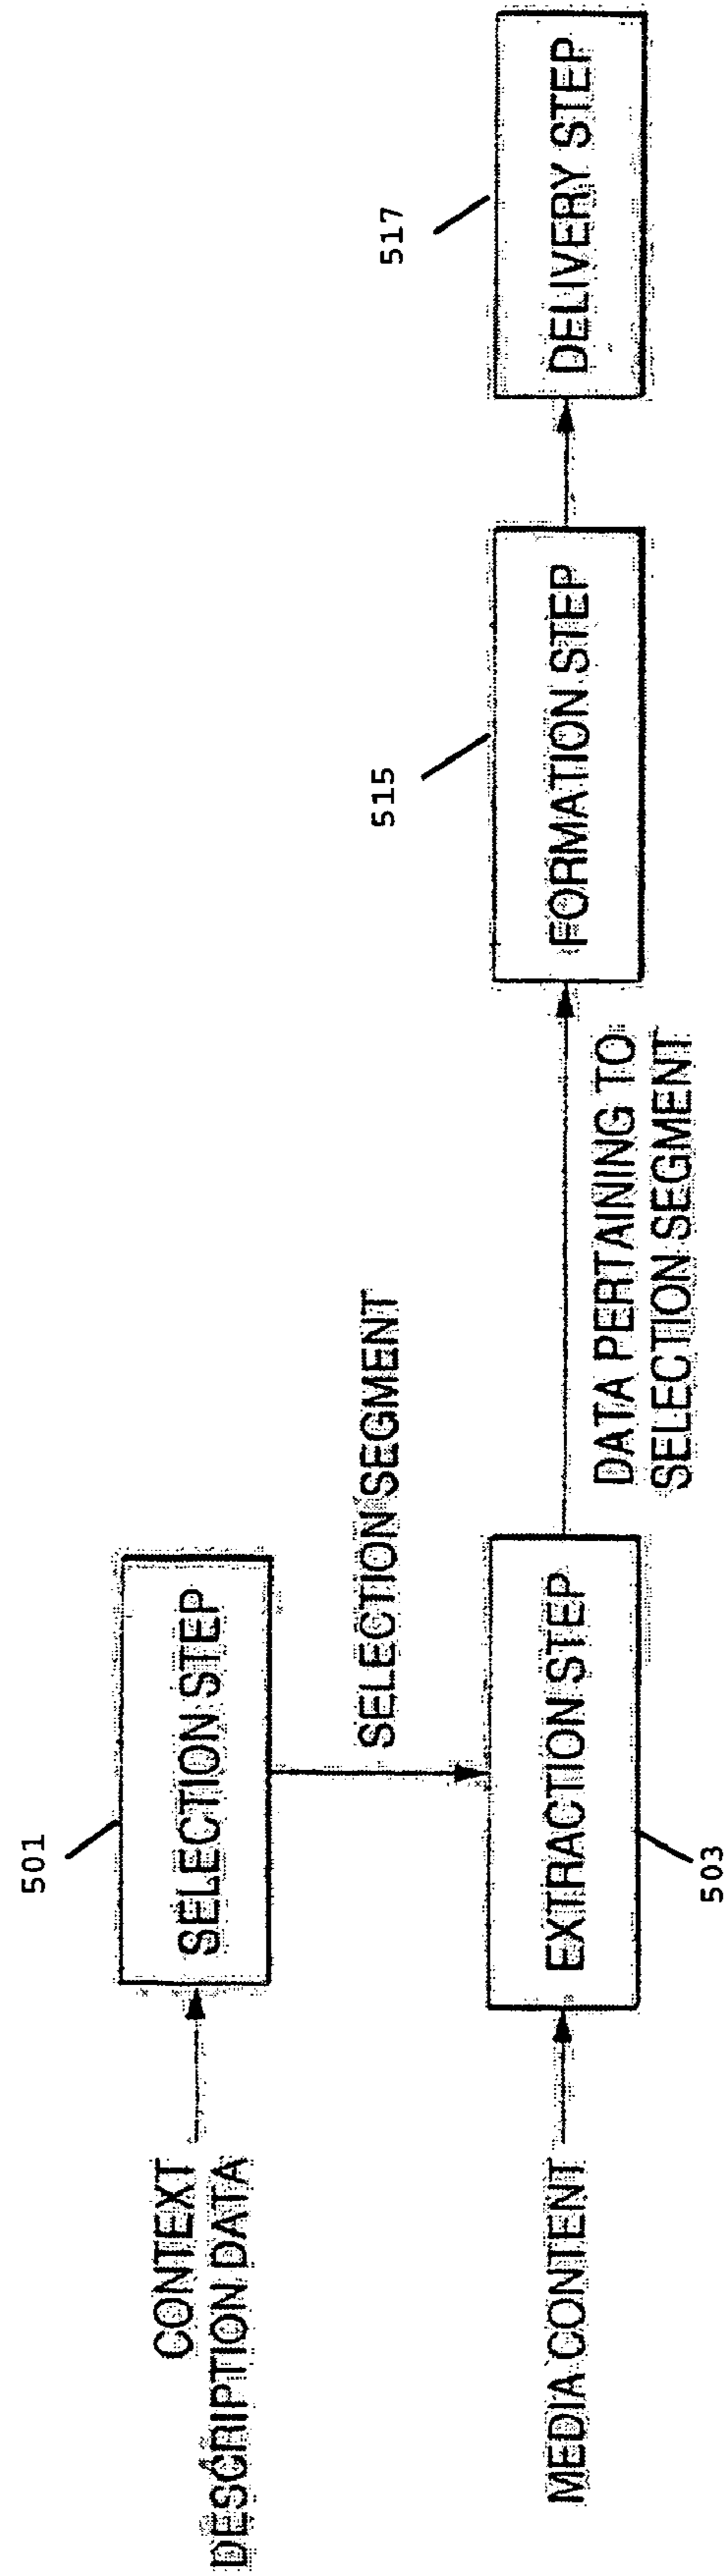 501
CONTEXT
DESCRIPTION DATA
SELECTION STEP
SELECTION SEGMENT
515
517
MEDIA CONTENT
EXTRACTION STEP
FORMATION STEP
DELIVERY STEP
DATA PERTAINING TO
SELECTION SEGMENT
503